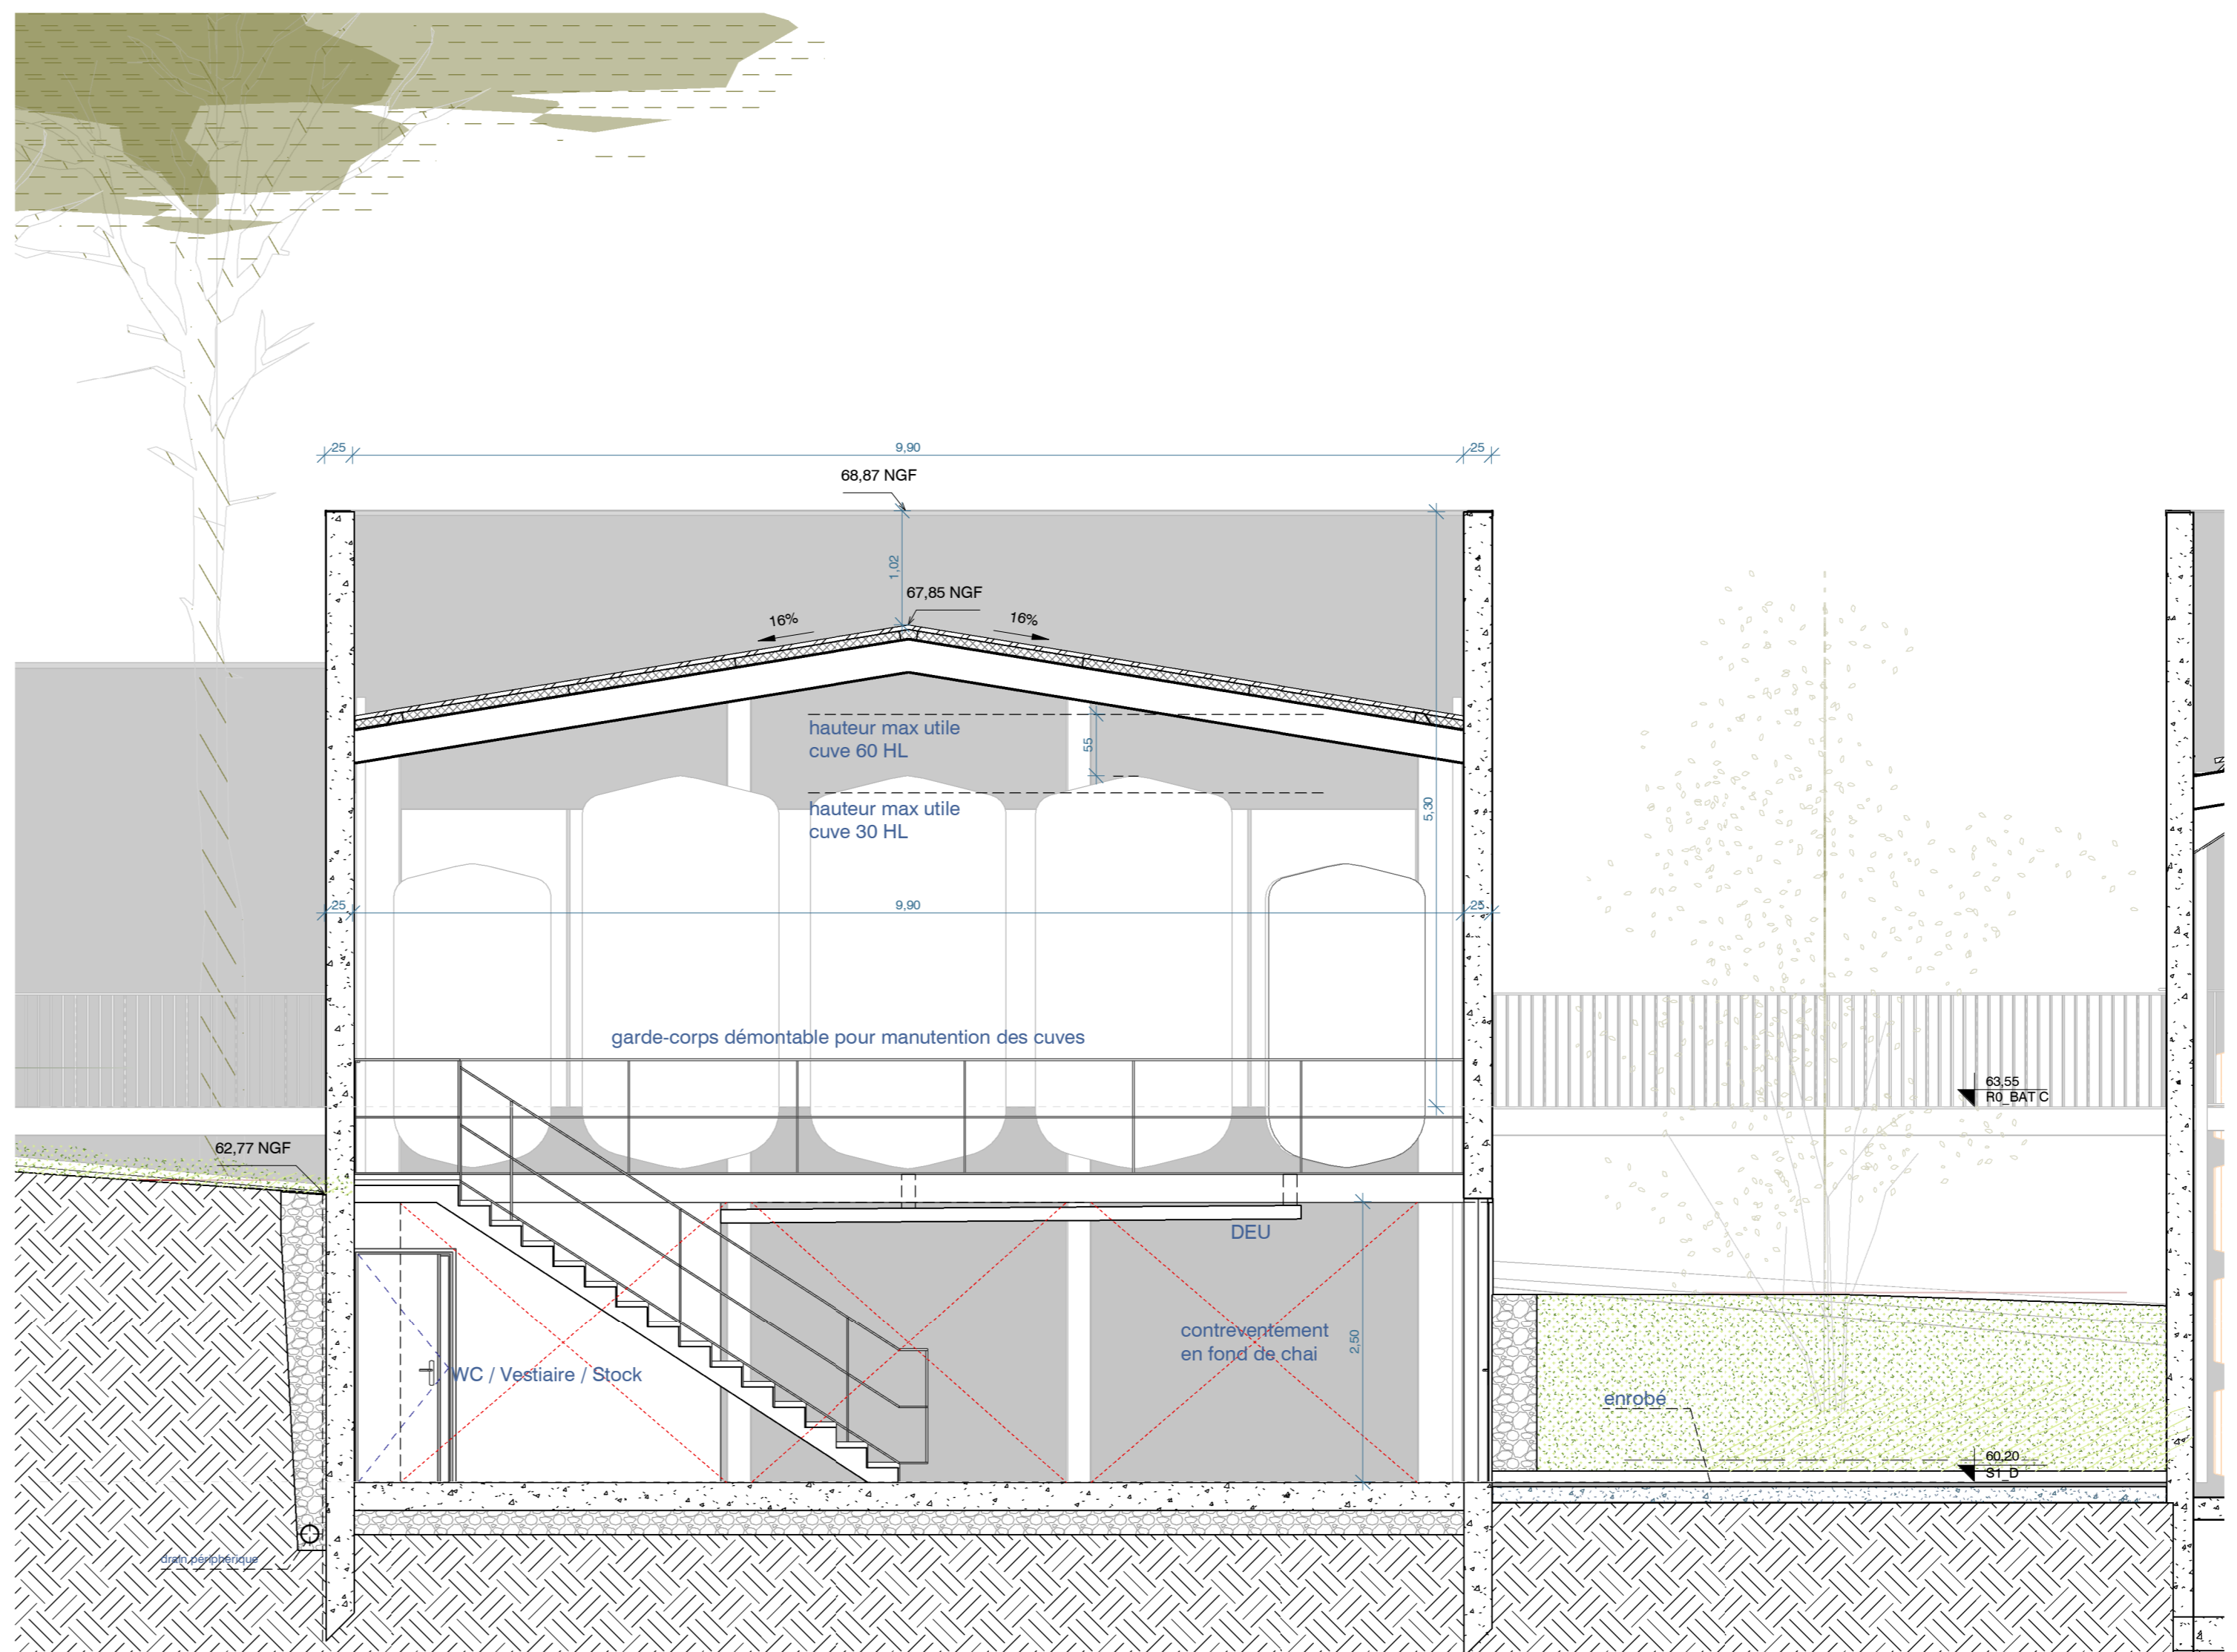 25
9,90
25
68,87 NGF
1,02
67,85 NGF
16%
16%
hauteur max utile
cuve 60 HL
55
hauteur max utile
cuve 30 HL
5,30
25
9,90
25
garde-corps démontable pour manutention des cuves
63,55
R0_BAT C
62,77 NGF
DEU
contreventement
en fond de chai
2,50
WC / Vestiaire / Stock
enrobé
60,20
S1_D
drain périphérique